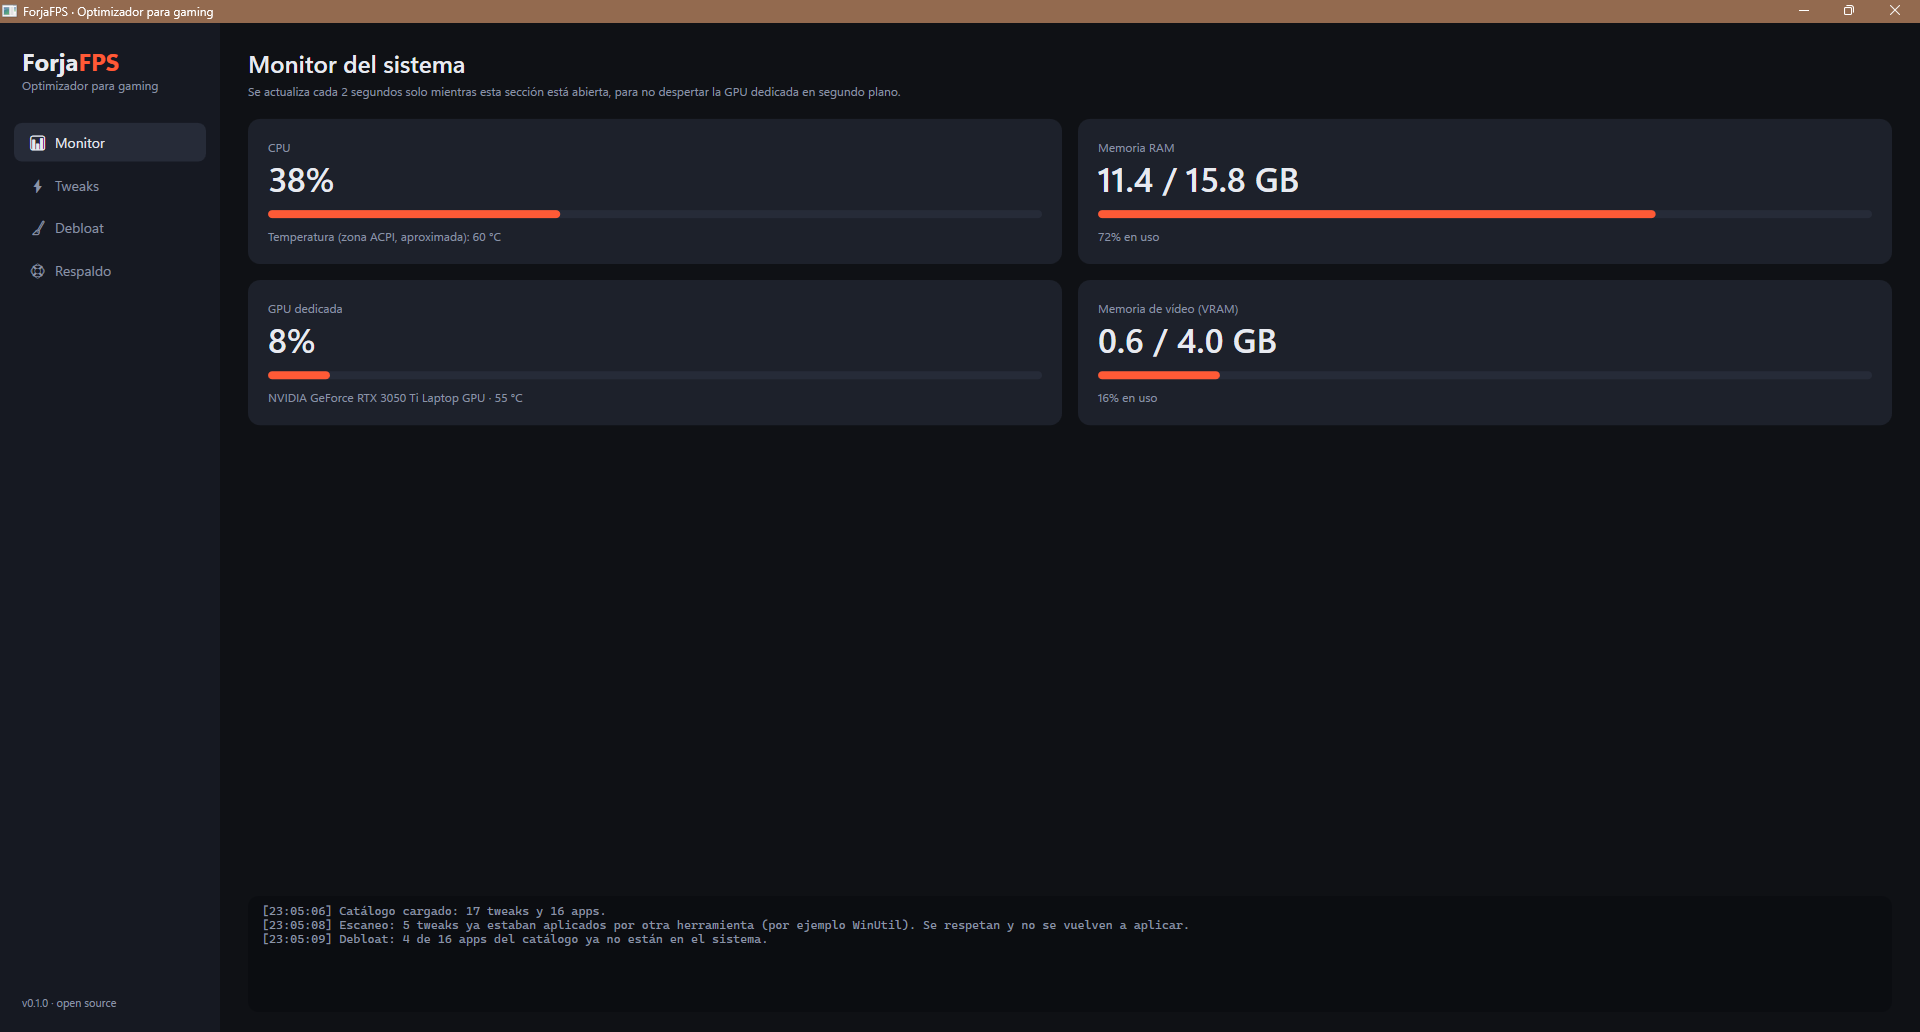 ForjaFPS · Optimizador para gaming
ForjaFPS
Optimizador para gaming
Monitor
Tweaks
Debloat
Respaldo
v0.1.0 · open source
Monitor del sistema
Se actualiza cada 2 segundos solo mientras esta sección está abierta, para no despertar la GPU dedicada en segundo plano.
CPU
38%
Temperatura (zona ACPI, aproximada): 60 °C
Memoria RAM
11.4 / 15.8 GB
72% en uso
GPU dedicada
8%
NVIDIA GeForce RTX 3050 Ti Laptop GPU · 55 °C
Memoria de vídeo (VRAM)
0.6 / 4.0 GB
16% en uso
[23:05:06] Catálogo cargado: 17 tweaks y 16 apps.
[23:05:08] Escaneo: 5 tweaks ya estaban aplicados por otra herramienta (por ejemplo WinUtil). Se respetan y no se vuelven a aplicar.
[23:05:09] Debloat: 4 de 16 apps del catálogo ya no están en el sistema.